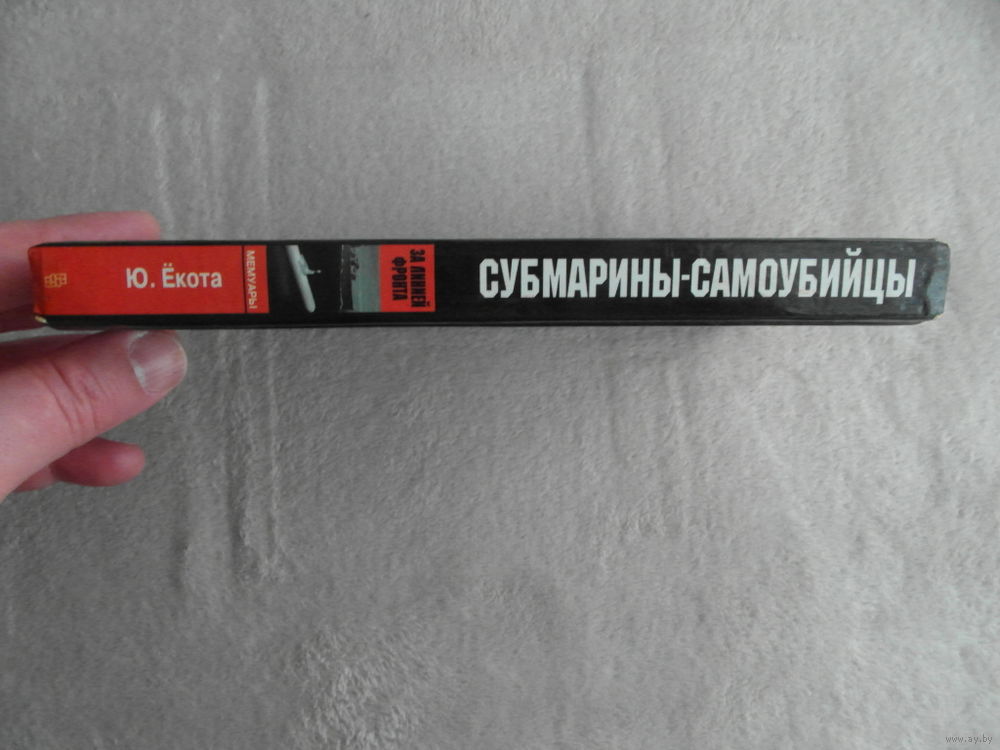 Ю. Ёкота
МЕМУАРЫ
ЗА ЛИНИЕЙ
ФРОНТА
СУБМАРИНЫ-САМОУБИЙЦЫ
www.ay.by